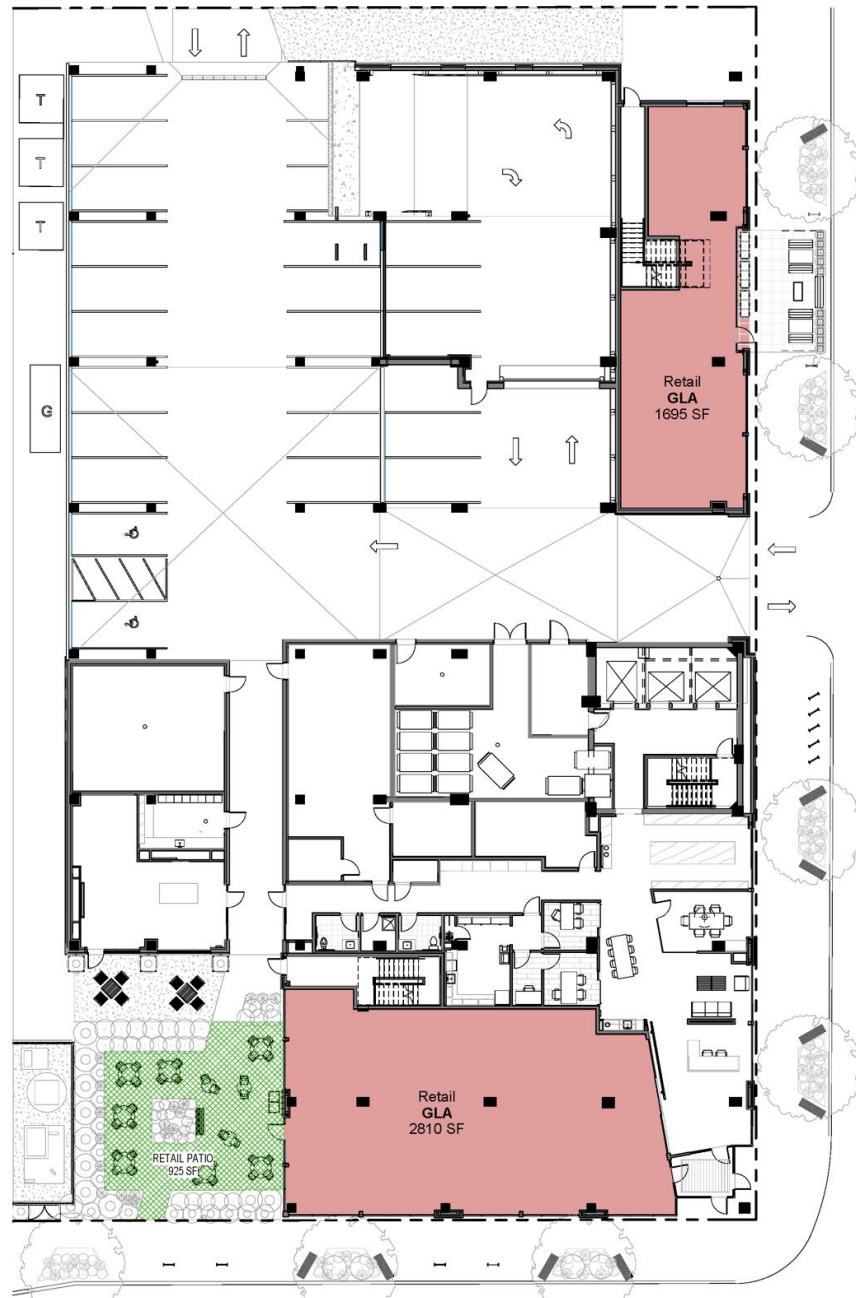 T
T
T
G
Retail
GLA
1695 SF
Retail
GLA
2810 SF
RETAIL PATIO
925 SF